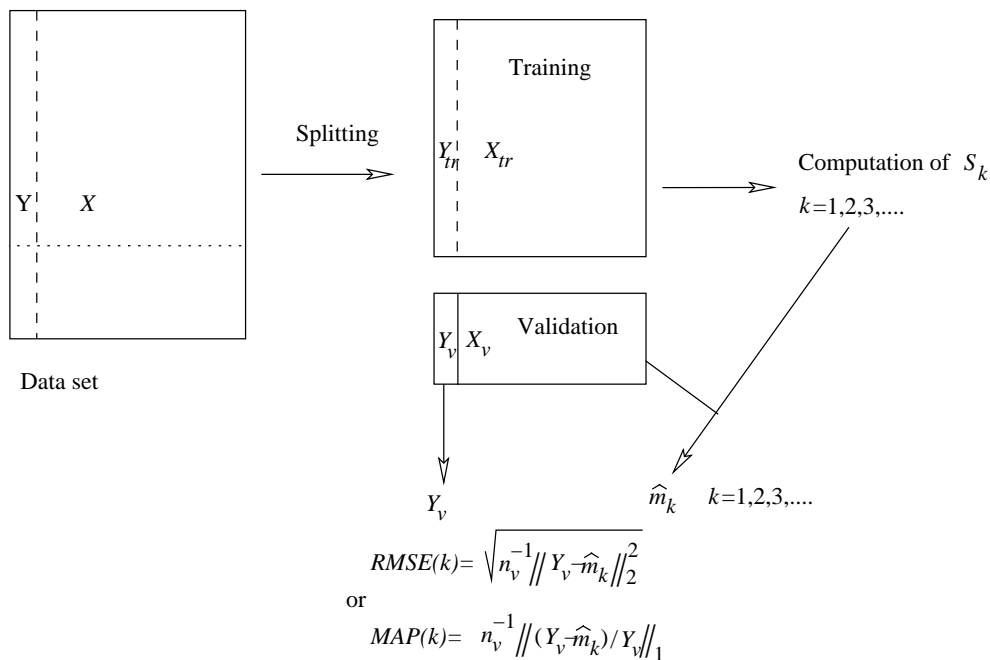 Training
Splitting
Y_tr X_tr
Computation of S_k
k=1,2,3,....
Y X
Validation
Y_v X_v
Data set
Y_v
m̂_k k=1,2,3,....
RMSE(k)= √(n_v^{-1} ‖ Y_v-m̂_k ‖_2^2)
or
MAP(k)= n_v^{-1} ‖ (Y_v-m̂_k)/Y_v ‖_1